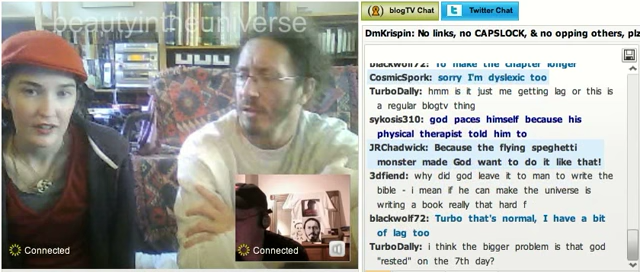 beautyintheuniverse
Connected
Connected
blogTV Chat
Twitter Chat
DmKrispin: No links, no CAPSLOCK, & no opping others, plz
blackwolf72: To make the chapter longer
CosmicSpork: sorry I'm dyslexic too
TurboDally: hmm is it just me getting lag or this is
a regular blogtv thing
sykosis310: god paces himself because his
physical therapist told him to
JRChadwick: Because the flying speghetti
monster made God want to do it like that!
3dfiend: why did god leave it to man to write the
bible - i mean if he can make the universe is
writing a book really that hard f
blackwolf72: Turbo that's normal, I have a bit
of lag too
TurboDally: i think the bigger problem is that god
"rested" on the 7th day?